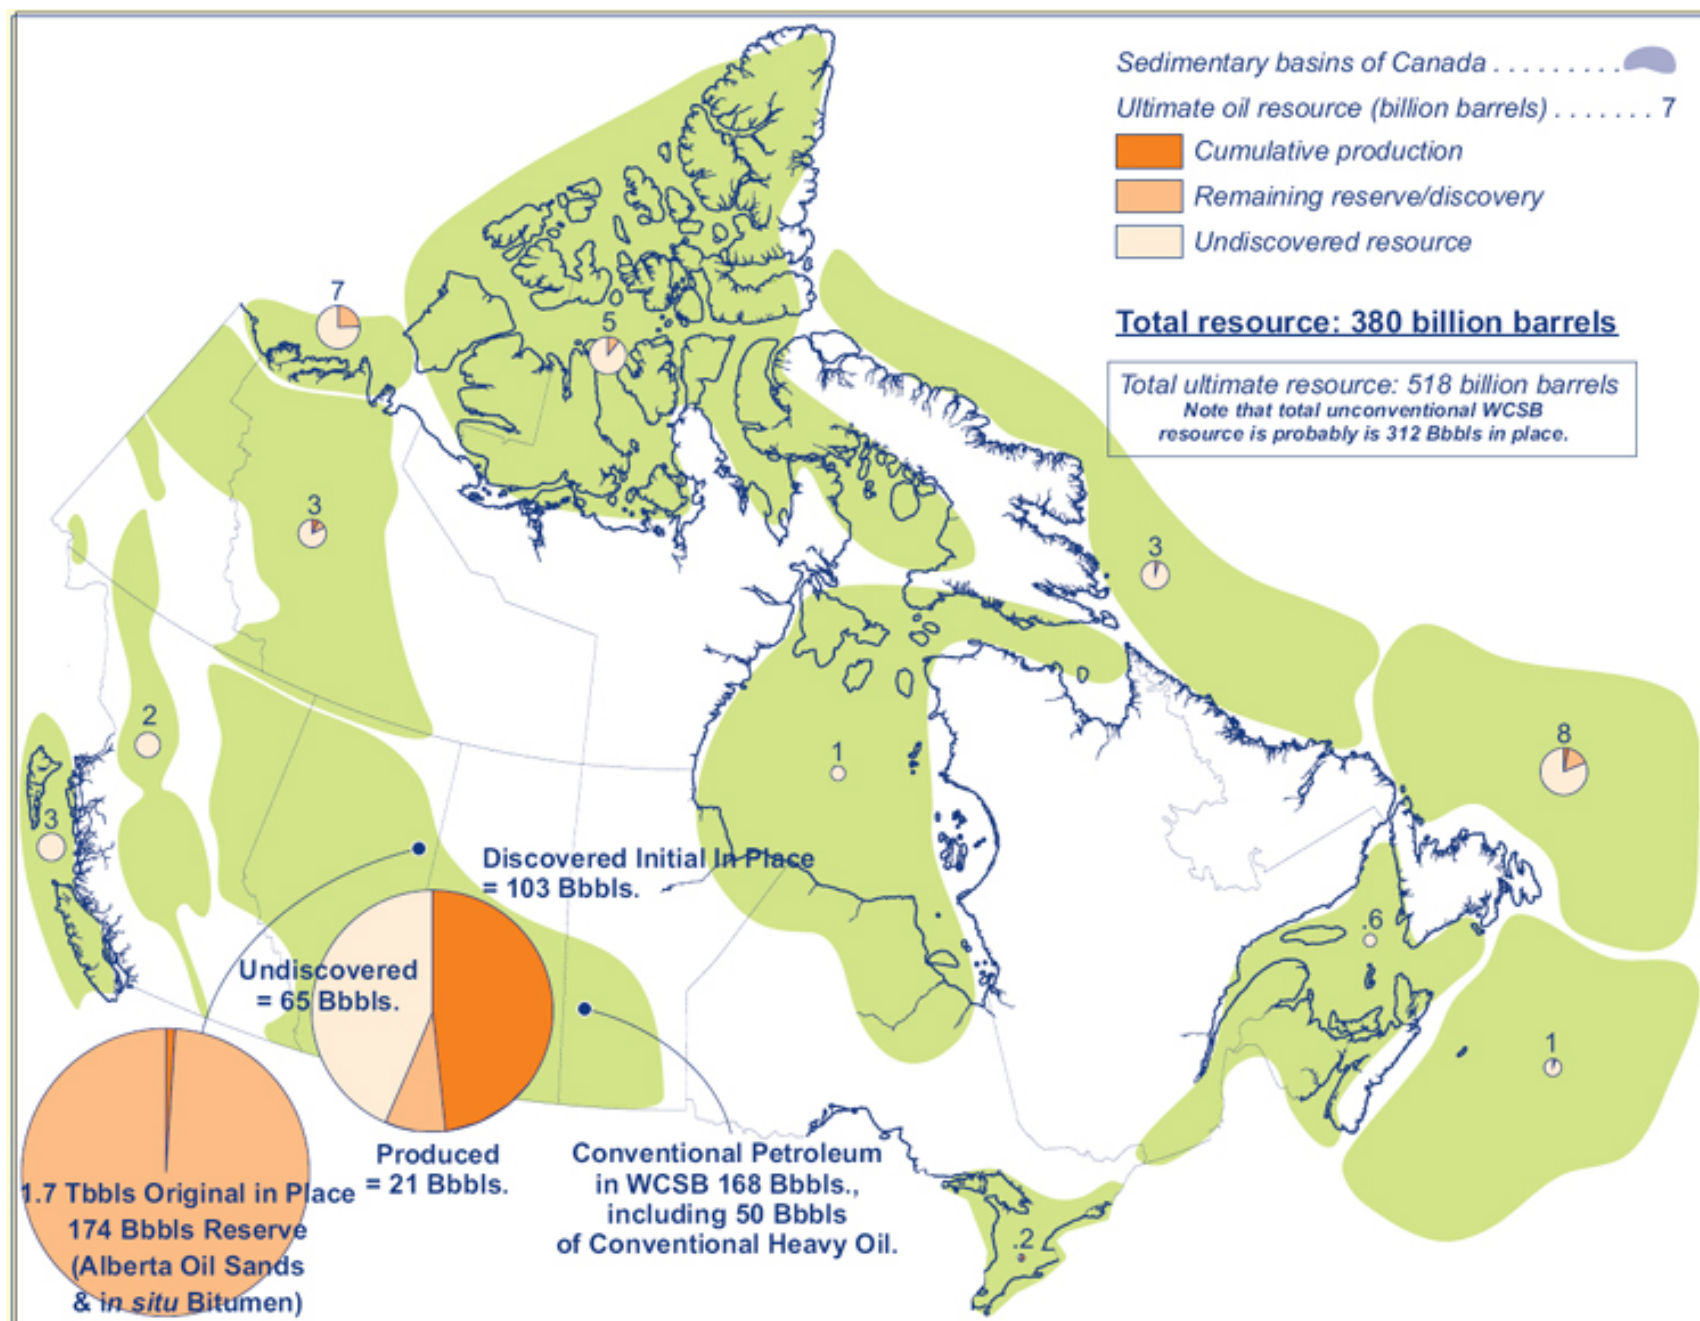 Sedimentary basins of Canada . . . . . . . . .
Ultimate oil resource (billion barrels) . . . . . . . 7
Cumulative production
Remaining reserve/discovery
Undiscovered resource
Total resource: 380 billion barrels
Total ultimate resource: 518 billion barrels
Note that total unconventional WCSB
resource is probably is 312 Bbbls in place.
7
5
3
3
2
3
1
8
.6
1
.2
Discovered Initial In Place
= 103 Bbbls.
Undiscovered
= 65 Bbbls.
Produced
= 21 Bbbls.
Conventional Petroleum
in WCSB 168 Bbbls.,
including 50 Bbbls
of Conventional Heavy Oil.
1.7 Tbbls Original in Place
174 Bbbls Reserve
(Alberta Oil Sands
& in situ Bitumen)